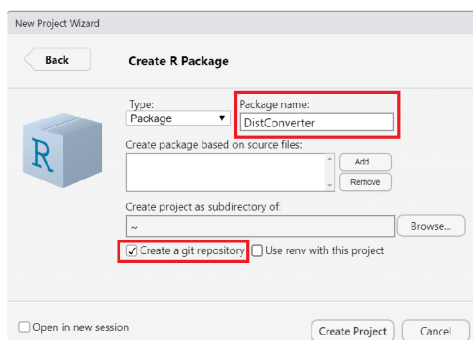 New Project Wizard
Back
Create R Package
R
Type:
Package name:
Package
DistConverter
Create package based on source files:
Add
Remove
Create project as subdirectory of:
~
Browse...
Create a git repository
Use renv with this project
Open in new session
Create Project
Cancel